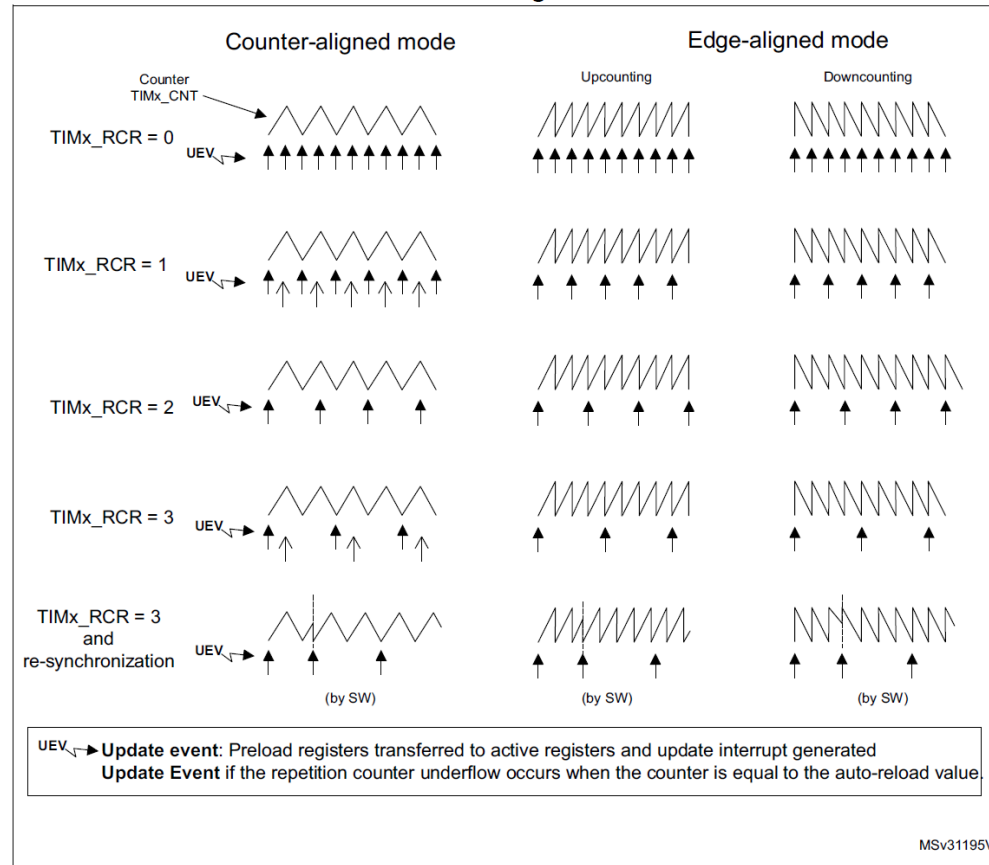 Counter-aligned mode
Edge-aligned mode
Counter
TIMx_CNT
Upcounting
Downcounting
TIMx_RCR = 0
UEV
TIMx_RCR = 1
UEV
TIMx_RCR = 2
UEV
TIMx_RCR = 3
UEV
TIMx_RCR = 3
and
re-synchronization
UEV
(by SW)
(by SW)
(by SW)
UEV Update event: Preload registers transferred to active registers and update interrupt generated
Update Event if the repetition counter underflow occurs when the counter is equal to the auto-reload value.